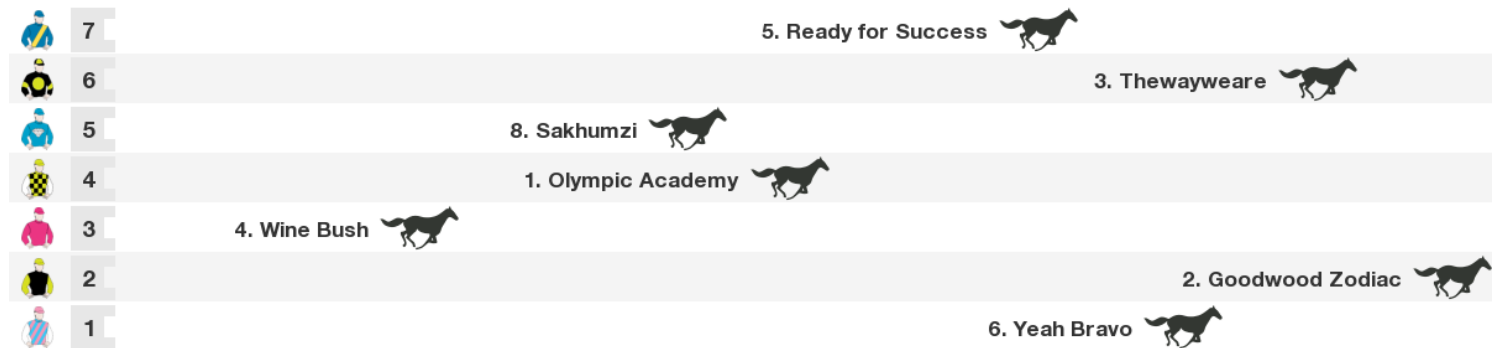 7 5. Ready for Success
6 3. Thewayweare
5 8. Sakhumzi
4 1. Olympic Academy
3 4. Wine Bush
2 2. Goodwood Zodiac
1 6. Yeah Bravo